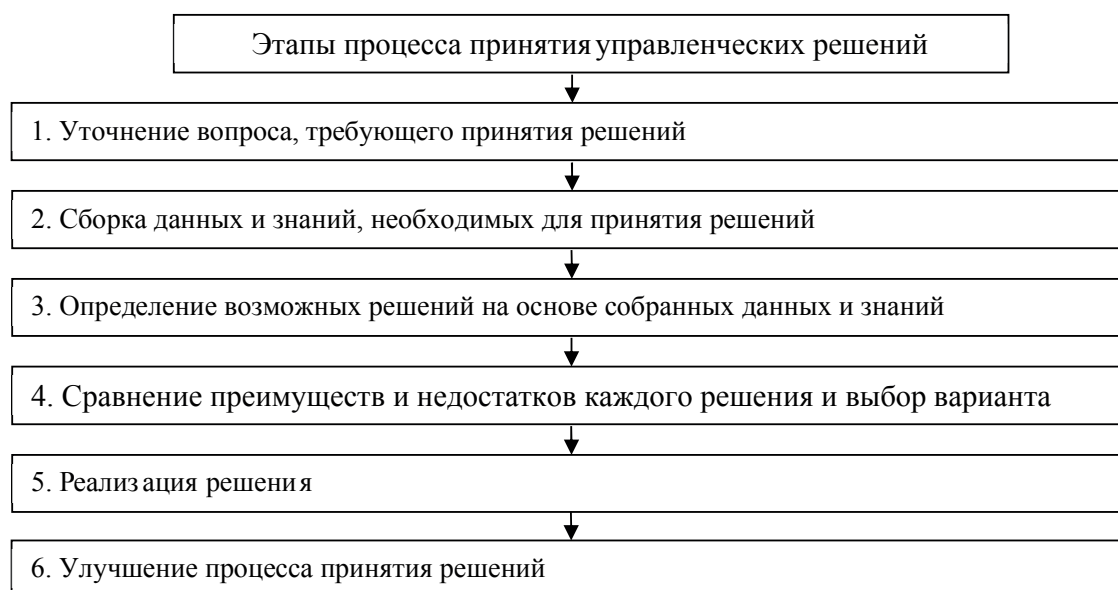 Этапы процесса принятия управленческих решений
1. Уточнение вопроса, требующего принятия решений
2. Сборка данных и знаний, необходимых для принятия решений
3. Определение возможных решений на основе собранных данных и знаний
4. Сравнение преимуществ и недостатков каждого решения и выбор варианта
5. Реализация решения
6. Улучшение процесса принятия решений